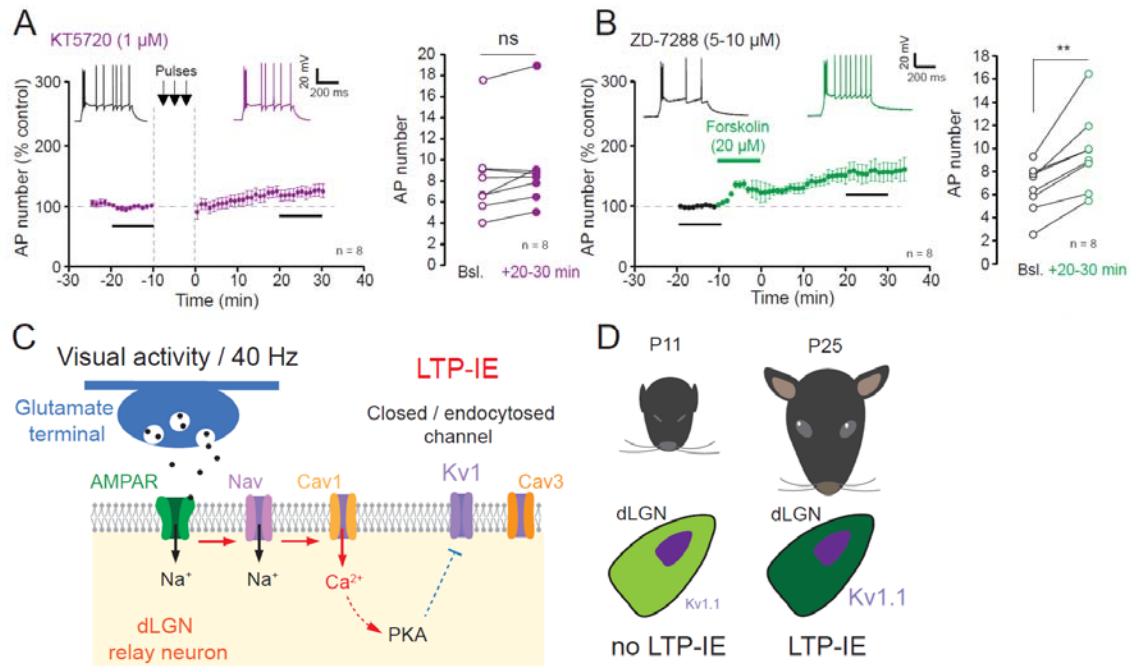 A
KT5720 (1 µM)
Pulses
20 mV
200 ms
AP number (% control)
300
200
150
100
0
-30 -20 -10 0 10 20 30 40
Time (min)
n = 8
ns
AP number
20
18
16
14
12
10
8
6
4
2
0
n = 8
Bsl. +20-30 min
B
ZD-7288 (5-10 µM)
20 mV
200 ms
Forskolin
(20 µM)
AP number (% control)
300
200
150
100
0
-30 -20 -10 0 10 20 30 40
Time (min)
n = 8
**
AP number
18
16
14
12
10
8
6
4
2
0
n = 8
Bsl. +20-30 min
C
Visual activity / 40 Hz
Glutamate
terminal
LTP-IE
Closed / endocytosed
channel
AMPAR
Nav
Cav1
Kv1
Cav3
Na⁺
Na⁺
Ca²⁺
PKA
dLGN
relay neuron
D
P11
P25
dLGN
Kv1.1
no LTP-IE
dLGN
Kv1.1
LTP-IE